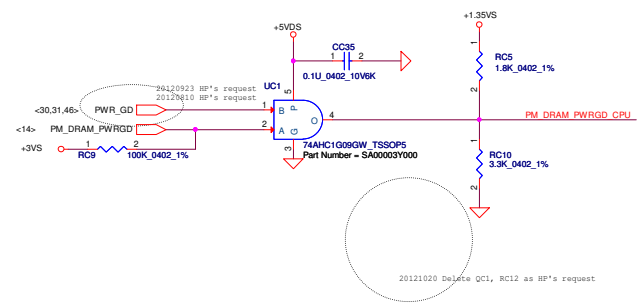 +1.35VS
+5VDS
CC35
1 2
0.1U_0402_10V6K
1
RC5
1.8K_0402_1%
2
20120923 HP's request
20120810 HP's request
UC1
5
<30,31,46> PWR_GD 1 B
O 4
PM_DRAM_PWRGD_CPU
<14> PM_DRAM_PWRGD 2 A
G
3
+3VS 1 2
RC9 100K_0402_1%
74AHC1G09GW_TSSOP5
Part Number = SA00003Y000
1
RC10
3.3K_0402_1%
2
20121020 Delete QC1, RC12 as HP's request